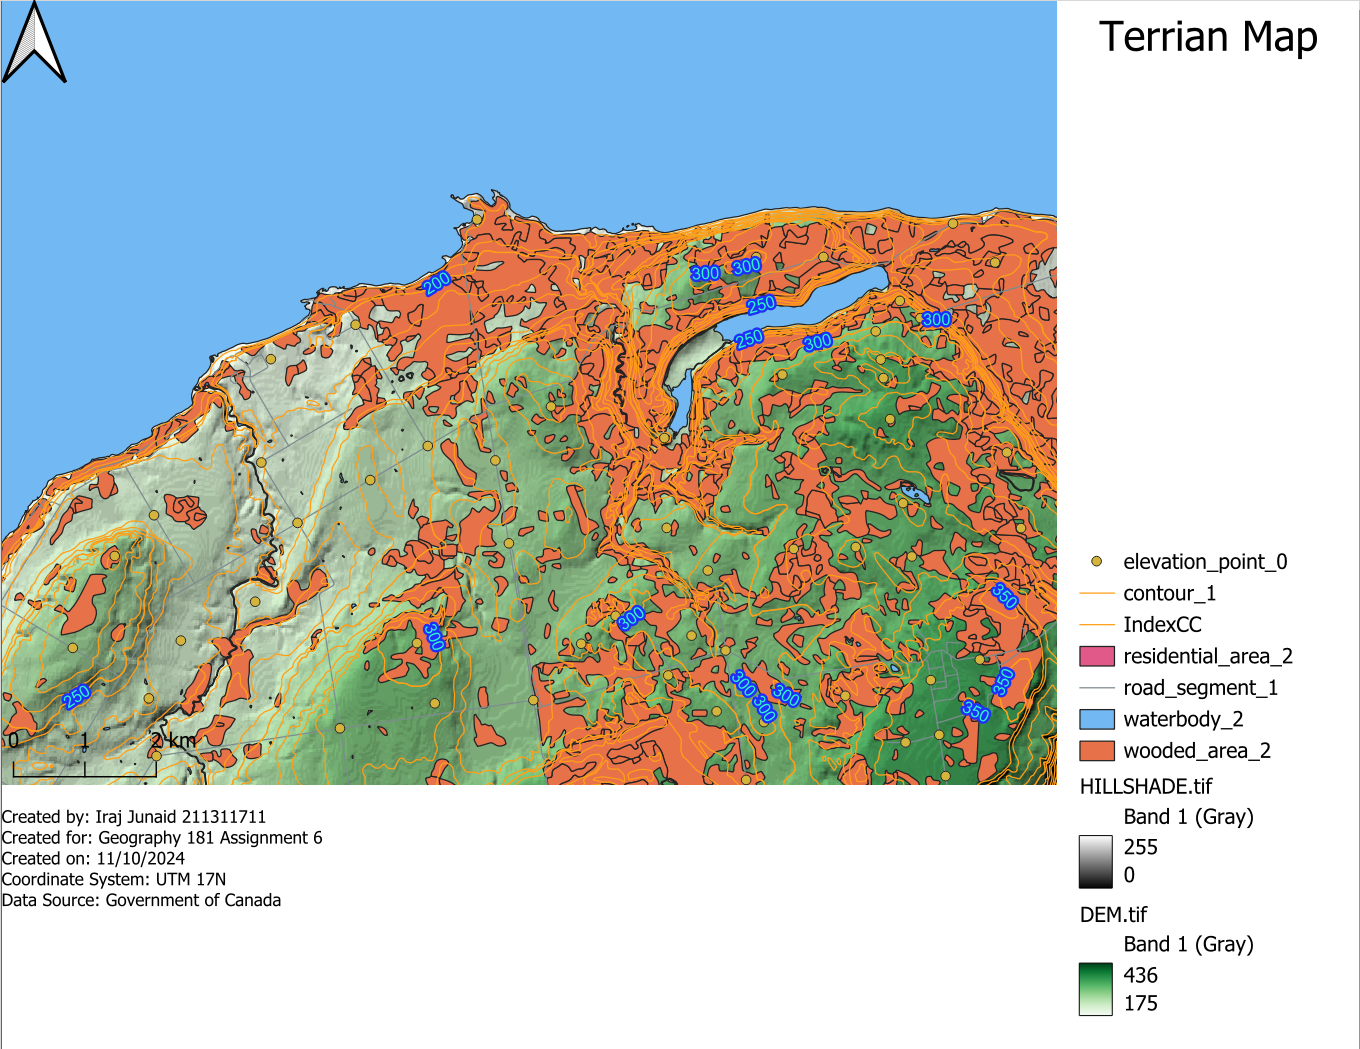 Terrian Map
300 300
200
250
300
250
300
350
300
300
300
300
300
350
250
350
0 1 2 km
elevation_point_0
contour_1
IndexCC
residential_area_2
road_segment_1
waterbody_2
wooded_area_2
HILLSHADE.tif
Band 1 (Gray)
255
0
DEM.tif
Band 1 (Gray)
436
175
Created by: Iraj Junaid 211311711
Created for: Geography 181 Assignment 6
Created on: 11/10/2024
Coordinate System: UTM 17N
Data Source: Government of Canada